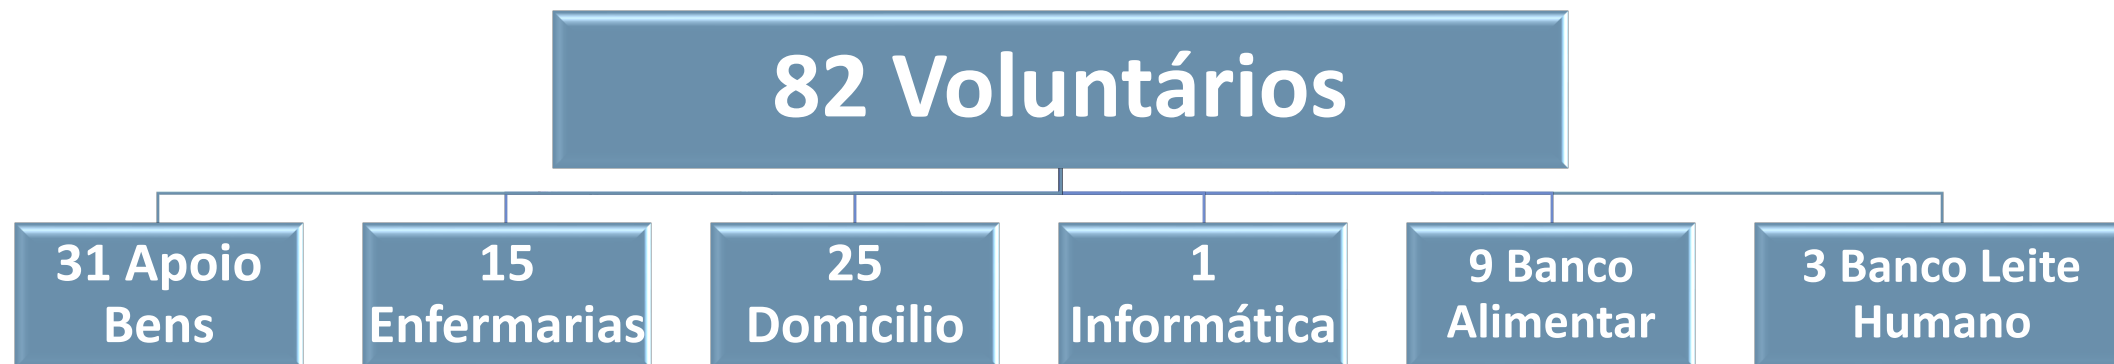 82 Voluntários
31 Apoio
Bens
15
Enfermarias
25
Domicilio
1
Informática
9 Banco
Alimentar
3 Banco Leite
Humano